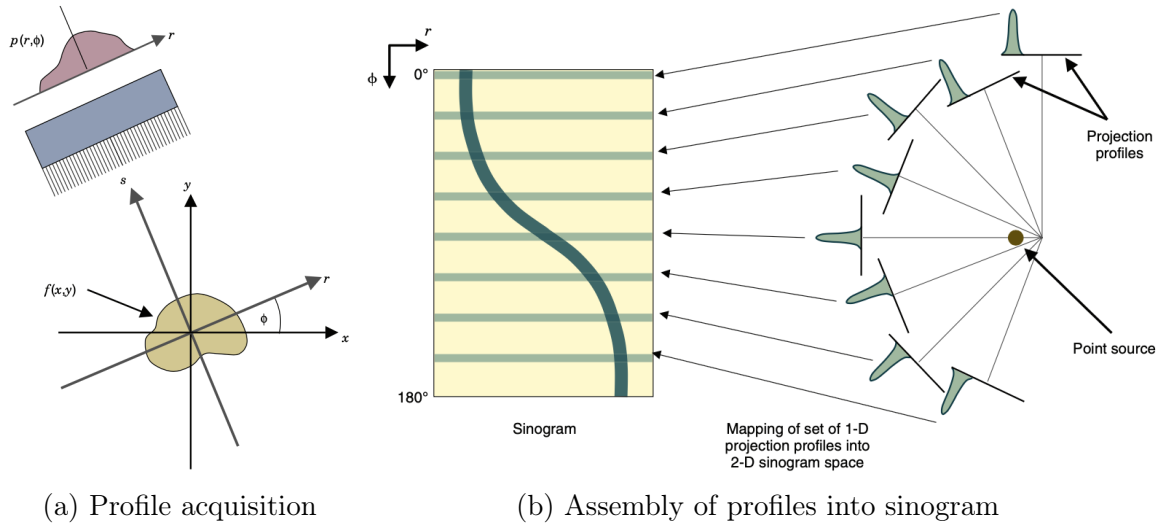 p(r,ϕ)
r
s
y
f(x,y)
r
ϕ
x
(a) Profile acquisition
r
ϕ
0°
180°
Sinogram
Projection
profiles
Point source
Mapping of set of 1-D
projection profiles into
2-D sinogram space
(b) Assembly of profiles into sinogram